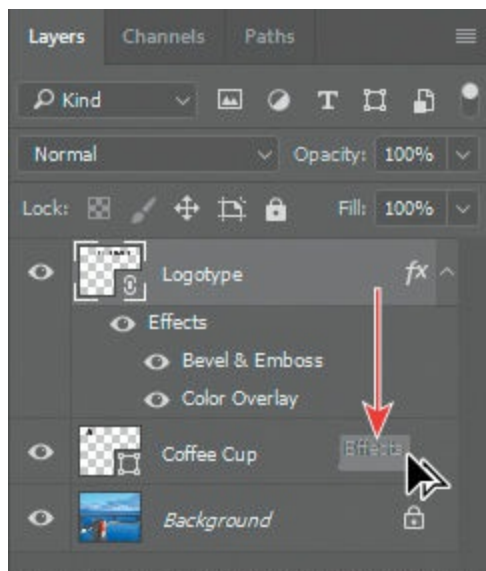 Layers Channels Paths
Kind T
Normal Opacity: 100%
Lock: Fill: 100%
Logotype fx
Effects
Bevel & Emboss
Color Overlay
Coffee Cup Effects
Background